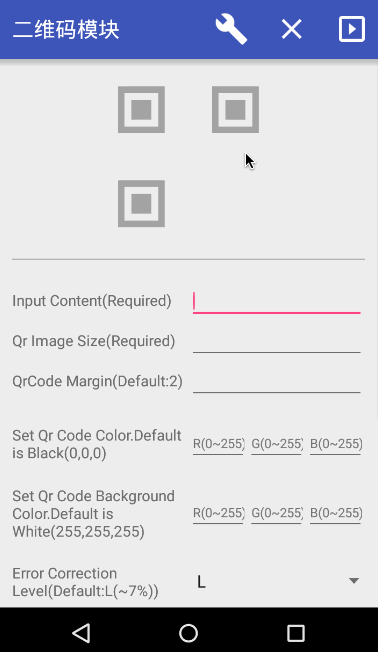 二维码模块
Input Content(Required)
Qr Image Size(Required)
QrCode Margin(Default:2)
Set Qr Code Color.Default
is Black(0,0,0)
R(0~255) G(0~255) B(0~255)
Set Qr Code Background
Color.Default is
White(255,255,255)
R(0~255) G(0~255) B(0~255)
Error Correction
Level(Default:L(~7%))
L